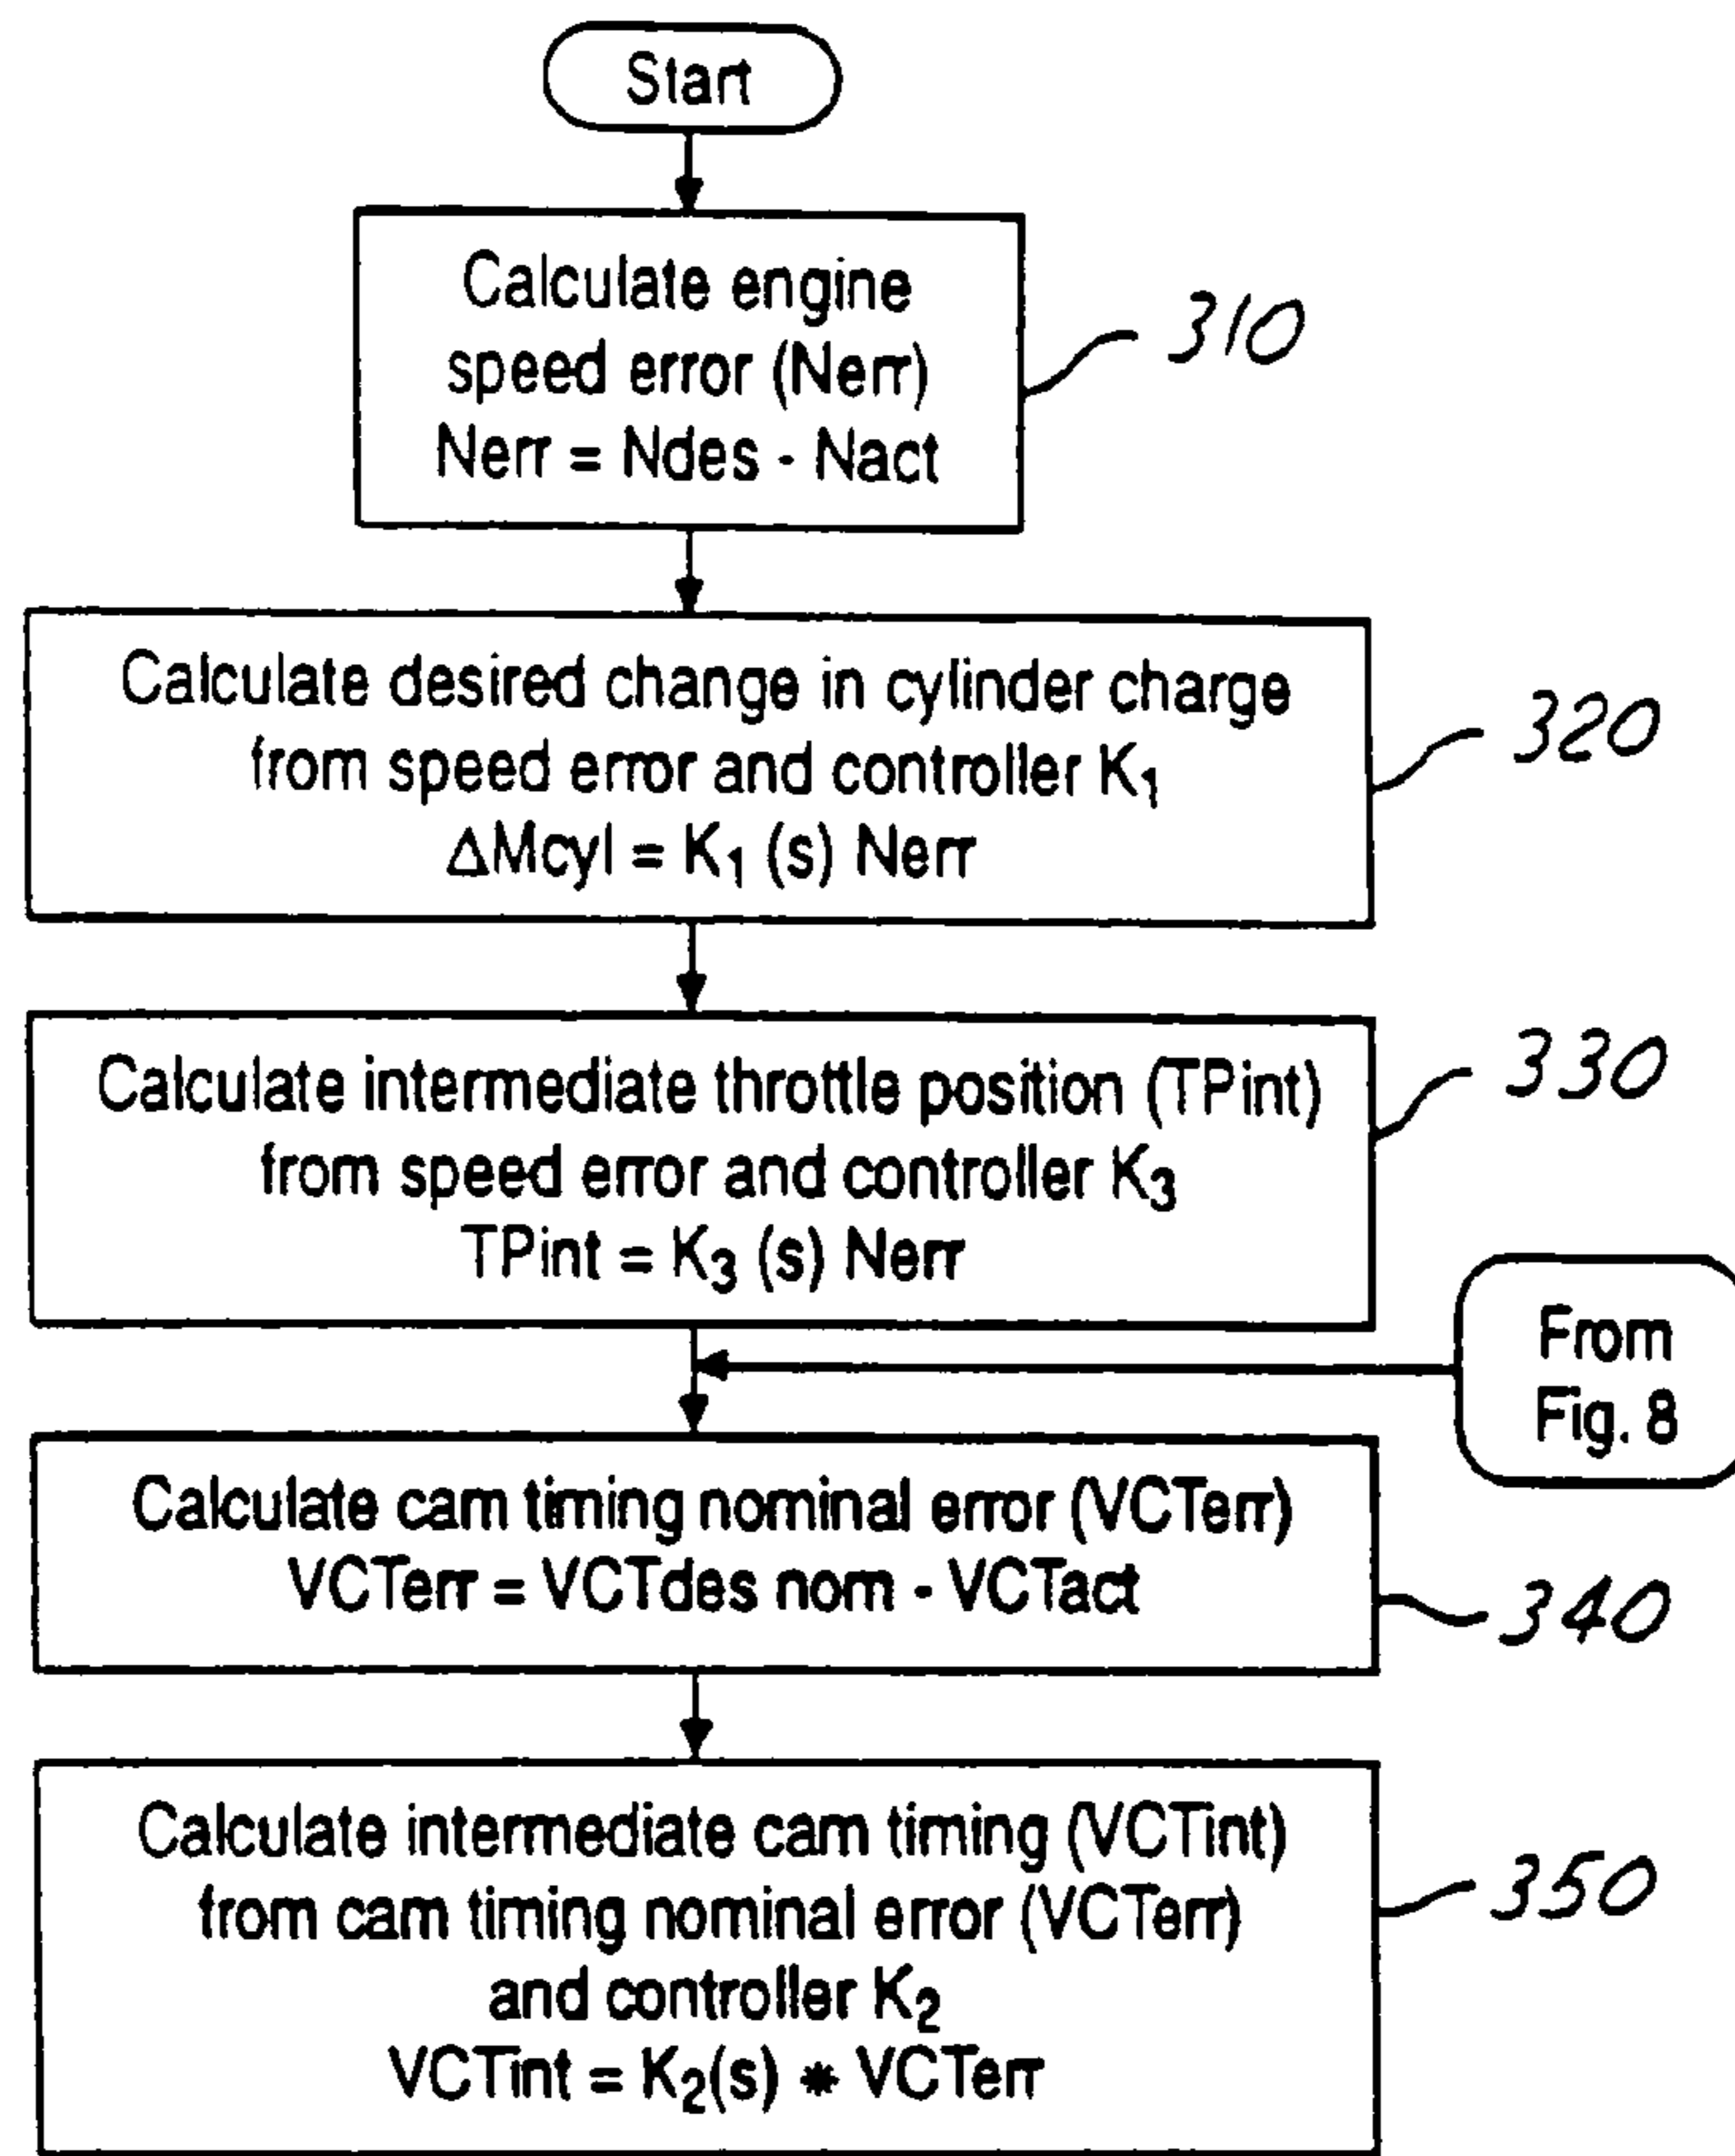 Start
Calculate engine
speed error (Nerr)
Nerr = Ndes - Nact
310
Calculate desired change in cylinder charge
from speed error and controller K₁
ΔMcyl = K₁ (s) Nerr
320
Calculate intermediate throttle position (TPint)
from speed error and controller K₃
TPint = K₃ (s) Nerr
330
From
Fig. 8
Calculate cam timing nominal error (VCTerr)
VCTerr = VCTdes nom - VCTact
340
Calculate intermediate cam timing (VCTint)
from cam timing nominal error (VCTerr)
and controller K₂
VCTint = K₂(s) * VCTerr
350